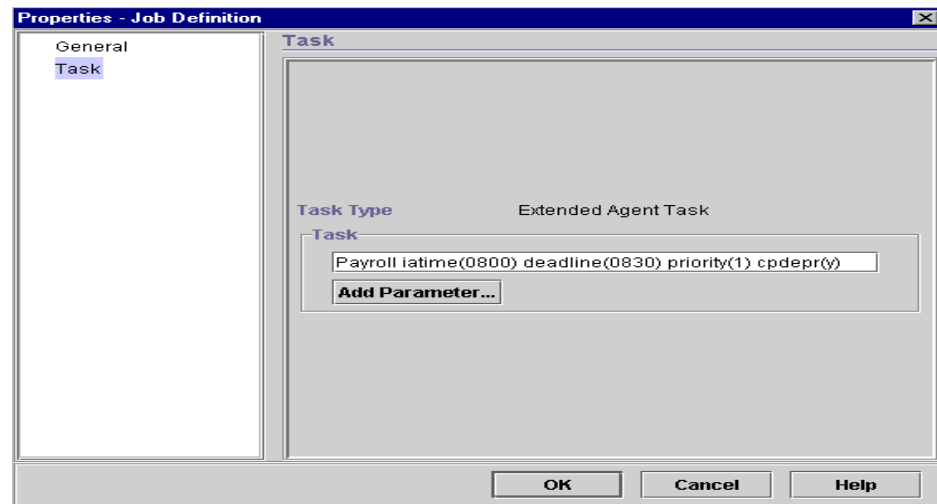 Properties - Job Definition
General
Task
Task
Task Type Extended Agent Task
Task
Payroll iatime(0800) deadline(0830) priority(1) cpdepr(y)
Add Parameter...
OK Cancel Help